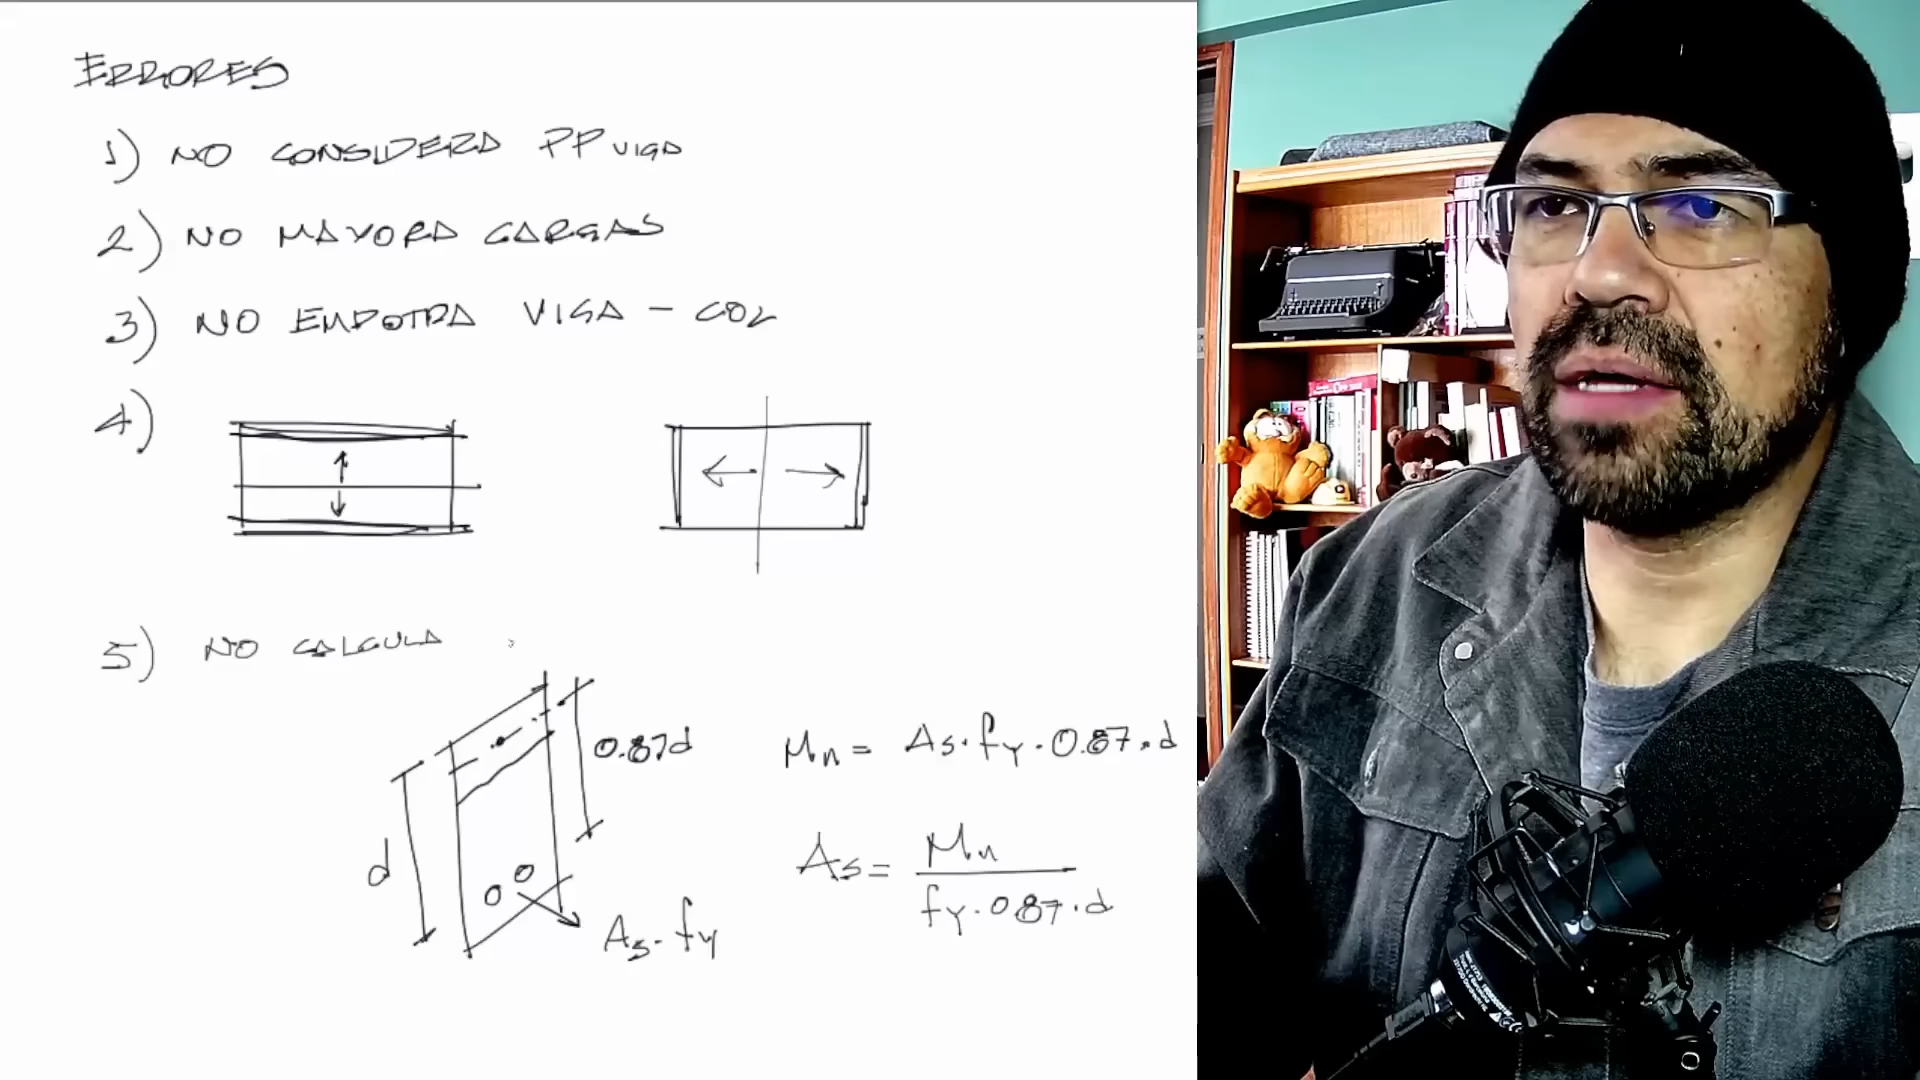 ERRORES
1) NO CONSIDERA PP VIGA
2) NO MAYORA CARGAS
3) NO EMPOTRA VIGA - COL
4)
5) NO CALCULA
0.87d
d
As. fy
Mn = As. fy . 0.87 . d
As = Mn / fy . 0.87 . d